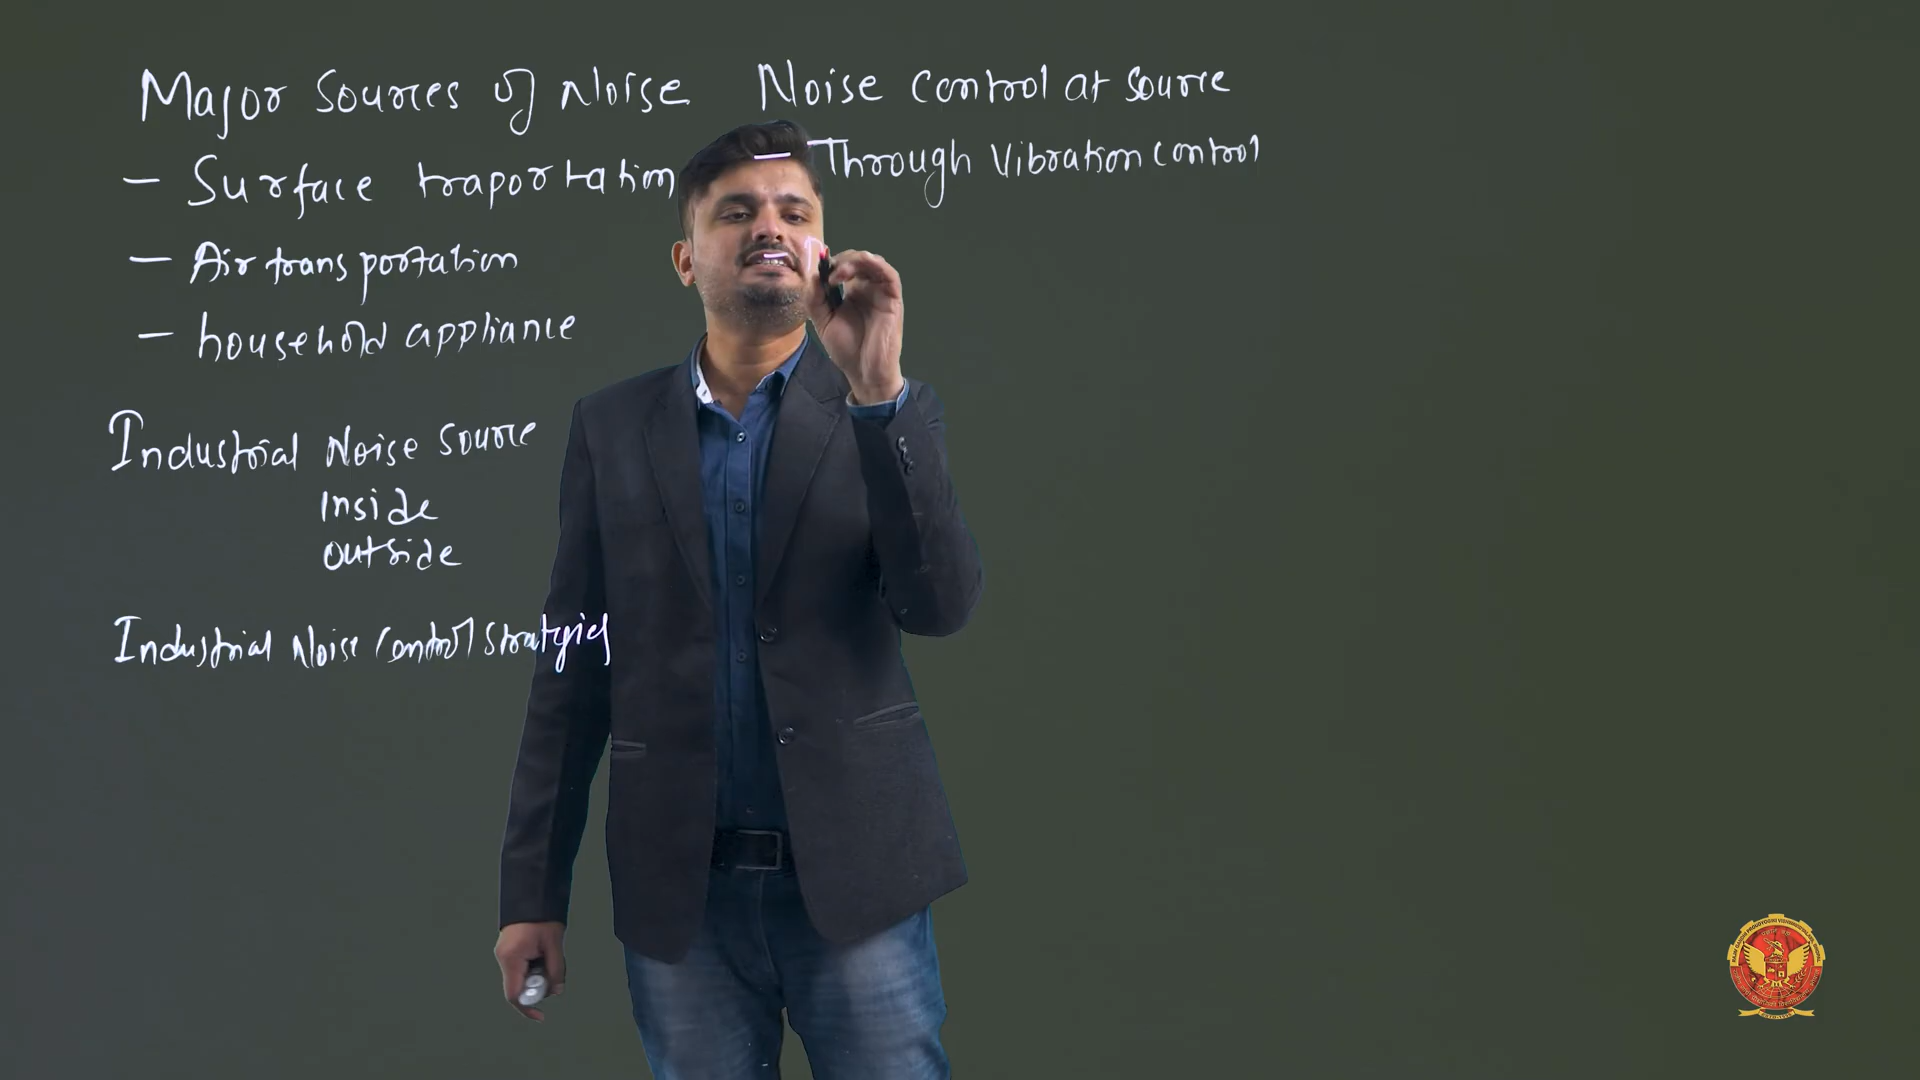 Major Sources of Noise
- Surface traportation
- Air transportation
- household appliance
Industrial Noise source
Inside
outside
Industrial Noise Control Strategies
Noise control at source
- Through Vibration control
-